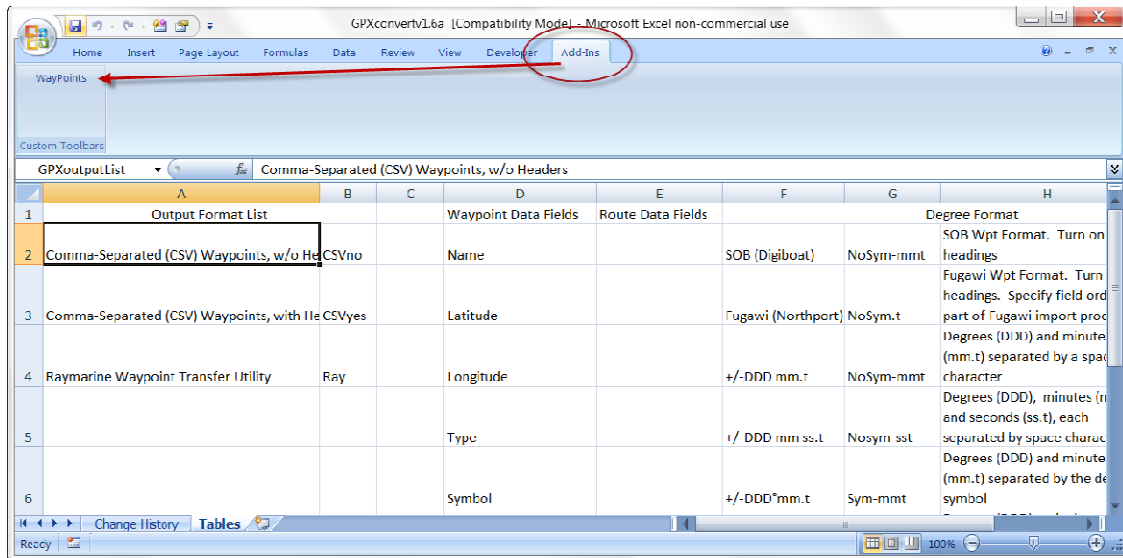 GPXconvertv1.6a [Compatibility Mode] - Microsoft Excel non-commercial use
Home Insert Page Layout Formulas Data Review View Developer Add-Ins
WayPoints
Custom Toolbars
GPXoutputList fx Comma-Separated (CSV) Waypoints, w/o Headers
A B C D E F G H
1 Output Format List Waypoint Data Fields Route Data Fields Degree Format
SOB Wpt Format. Turn on
2 Comma-Separated (CSV) Waypoints, w/o He CSVno Name SOB (Digiboat) NoSym-mmt headings
Fugawi Wpt Format. Turn
headings. Specify field ord
3 Comma-Separated (CSV) Waypoints, with He CSVyes Latitude Fugawi (Northport) NoSym.t part of Fugawi import proc
Degrees (DDD) and minute
(mm.t) separated by a spac
4 Raymarine Waypoint Transfer Utility Ray Longitude +/-DDD mm.t NoSym-mmt character
Degrees (DDD), minutes (m
and seconds (ss.t), each
5 Type +/-DDD mm ss.t Nosym-sst separated by space charac
Degrees (DDD) and minute
(mm.t) separated by the de
6 Symbol +/-DDD°mm.t Sym-mmt symbol
Change History Tables
Ready 100%